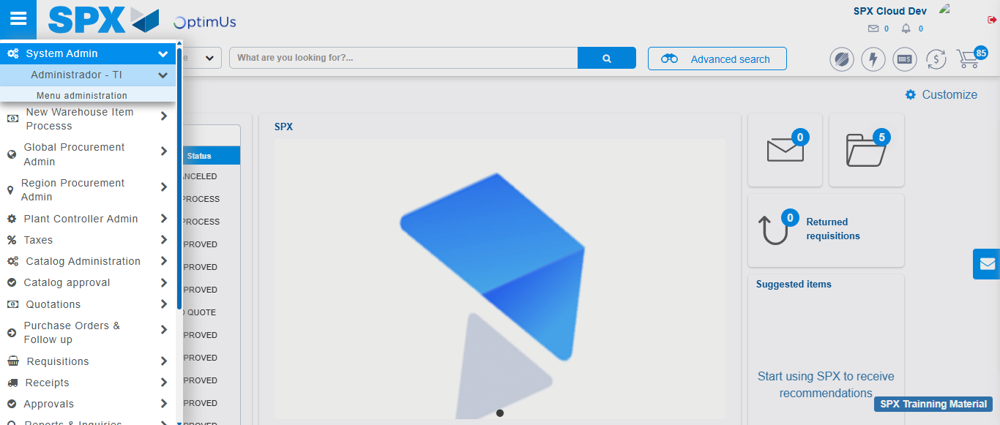 SPX
OptimUs
SPX Cloud Dev
0
0
System Admin
Administrador - TI
Menu administration
New Warehouse Item
Processs
Global Procurement
Admin
Region Procurement
Admin
Plant Controller Admin
Taxes
Catalog Administration
Catalog approval
Quotations
Purchase Orders &
Follow up
Requisitions
Receipts
Approvals
Reports & Inquiries
What are you looking for?...
Advanced search
85
Customize
Status
NCELED
PROCESS
PROCESS
PROVED
PROVED
PROVED
QUOTE
PROVED
PROVED
PROVED
PROVED
PROVED
SPX
0
5
0
Returned
requisitions
Suggested items
Start using SPX to receive
recommendations
SPX Trainning Material